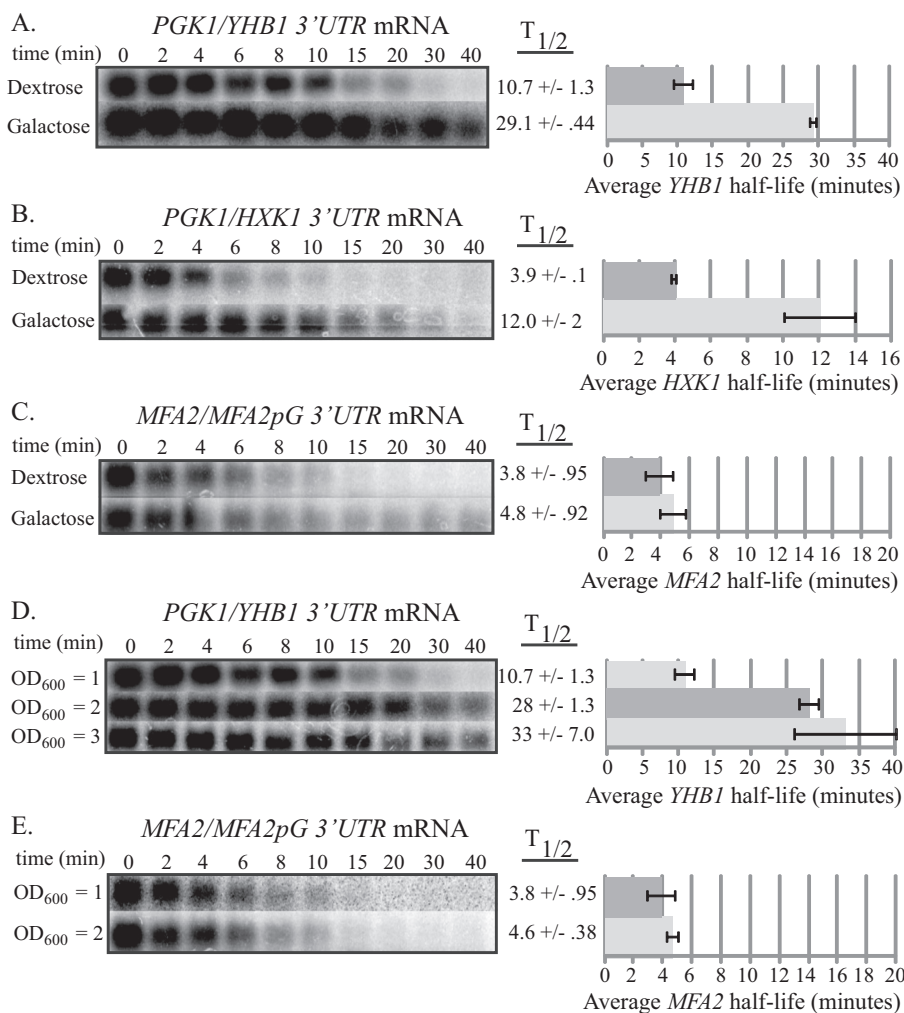 A.
PGK1/YHB1 3’UTR mRNA
T 1/2
time (min) 0 2 4 6 8 10 15 20 30 40
Dextrose
10.7 +/- 1.3
Galactose
29.1 +/- .44
0 5 10 15 20 25 30 35 40
Average YHB1 half-life (minutes)
B.
PGK1/HXK1 3’UTR mRNA
T 1/2
time (min) 0 2 4 6 8 10 15 20 30 40
Dextrose
3.9 +/- .1
Galactose
12.0 +/- 2
0 2 4 6 8 10 12 14 16
Average HXK1 half-life (minutes)
C.
MFA2/MFA2pG 3’UTR mRNA
T 1/2
time (min) 0 2 4 6 8 10 15 20 30 40
Dextrose
3.8 +/- .95
Galactose
4.8 +/- .92
0 2 4 6 8 10 12 14 16 20
Average MFA2 half-life (minutes)
D.
PGK1/YHB1 3’UTR mRNA
T 1/2
time (min) 0 2 4 6 8 10 15 20 30 40
OD600 = 1
10.7 +/- 1.3
OD600 = 2
28 +/- 1.3
OD600 = 3
33 +/- 7.0
0 5 10 15 20 25 30 35 40
Average YHB1 half-life (minutes)
E.
MFA2/MFA2pG 3’UTR mRNA
T 1/2
time (min) 0 2 4 6 8 10 15 20 30 40
OD600 = 1
3.8 +/- .95
OD600 = 2
4.6 +/- .38
0 2 4 6 8 10 12 14 16 20
Average MFA2 half-life (minutes)